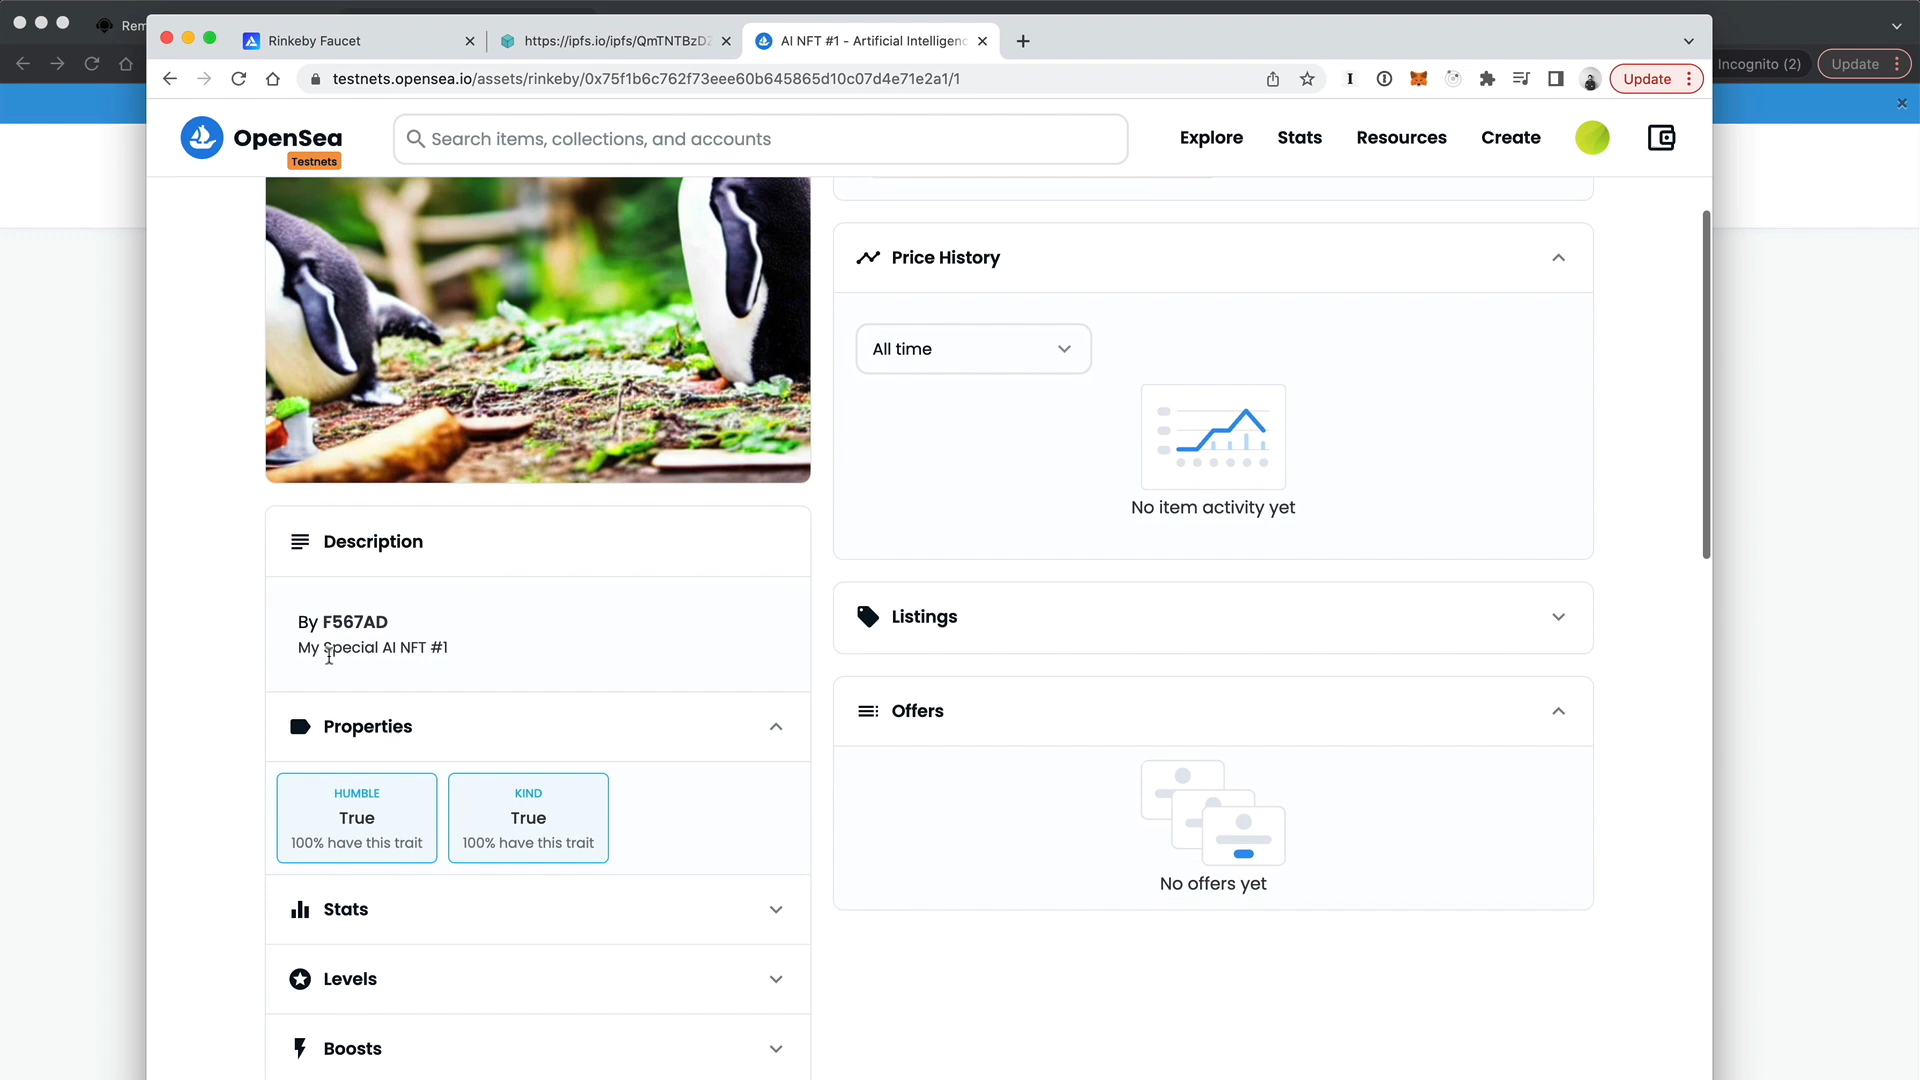 Rem
Rinkeby Faucet
https://ipfs.io/ipfs/QmTNTBzDZ
AI NFT #1 - Artificial Intelligenc
testnets.opensea.io/assets/rinkeby/0x75f1b6c762f73eee60b645865d10c07d4e71e2a1/1
Update
Incognito (2)
Update
OpenSea
Testnets
Search items, collections, and accounts
Explore
Stats
Resources
Create
Price History
All time
No item activity yet
Description
By F567AD
My Special AI NFT #1
Listings
Offers
No offers yet
Properties
HUMBLE
True
100% have this trait
KIND
True
100% have this trait
Stats
Levels
Boosts